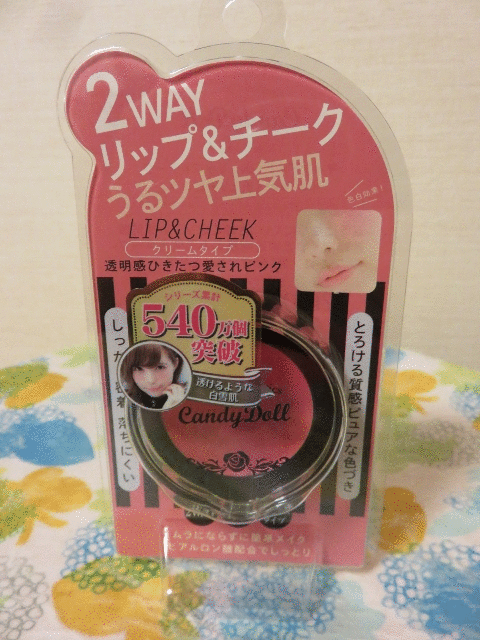 2WAY
リップ&チーク
うるツヤ上気肌
LIP&CHEEK
クリームタイプ
透明感ひきたつ愛されピンク
色白効果!
シリーズ累計
540万個
突破
透けるような
白雪肌
CandyDoll
しっ
落ちにくい
とろける質感ピュアな色づき
ムラにならずに簡単メイク
ヒアルロン酸配合でしっとり